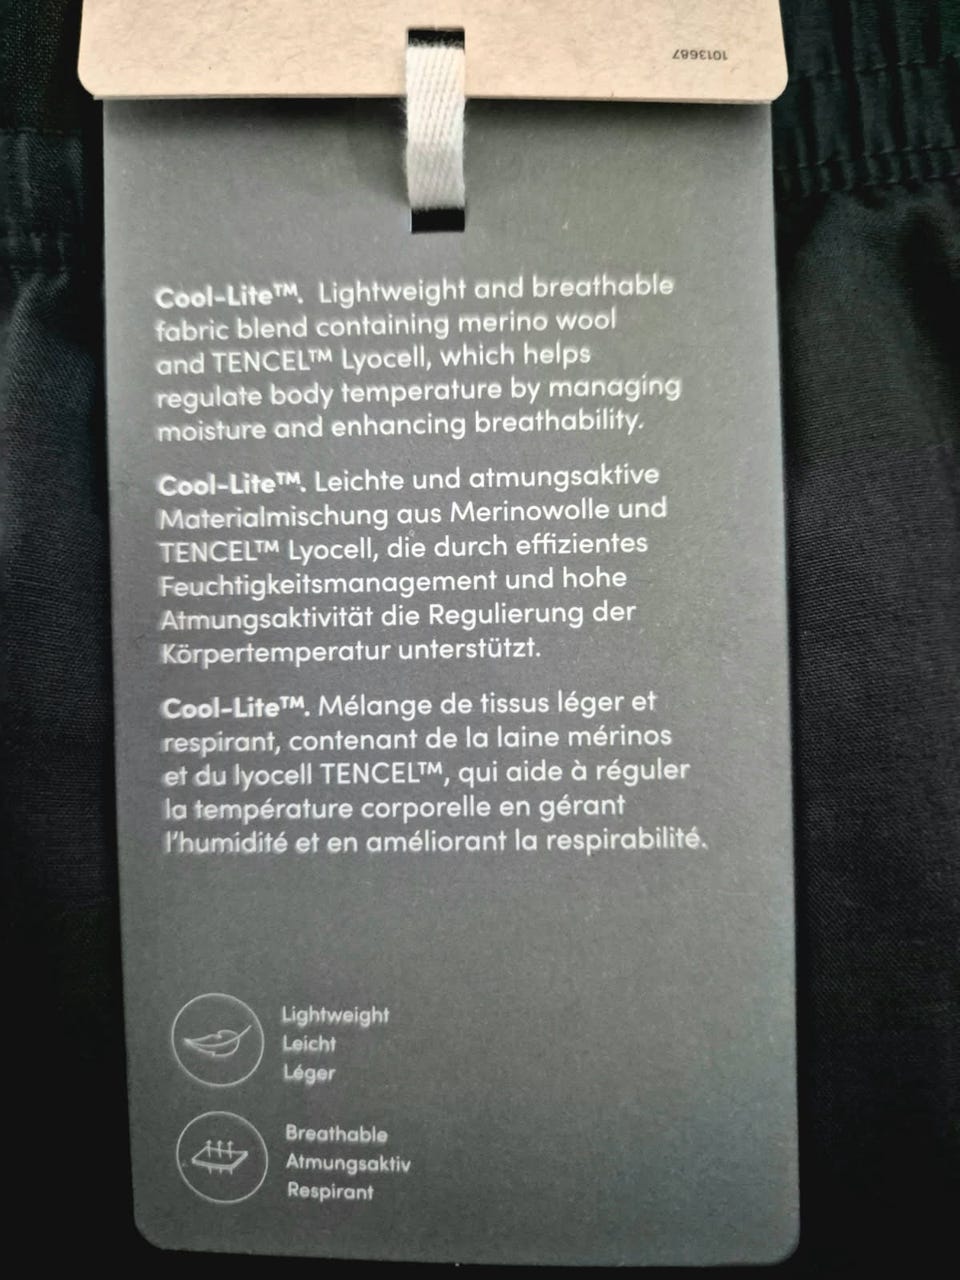 1013687
Cool-Lite™. Lightweight and breathable
fabric blend containing merino wool
and TENCEL™ Lyocell, which helps
regulate body temperature by managing
moisture and enhancing breathability.
Cool-Lite™. Leichte und atmungsaktive
Materialmischung aus Merinowolle und
TENCEL™ Lyocell, die durch effizientes
Feuchtigkeitsmanagement und hohe
Atmungsaktivität die Regulierung der
Körpertemperatur unterstützt.
Cool-Lite™. Mélange de tissus léger et
respirant, contenant de la laine mérinos
et du lyocell TENCEL™, qui aide à réguler
la température corporelle en gérant
l'humidité et en améliorant la respirabilité.
Lightweight
Leicht
Léger
Breathable
Atmungsaktiv
Respirant